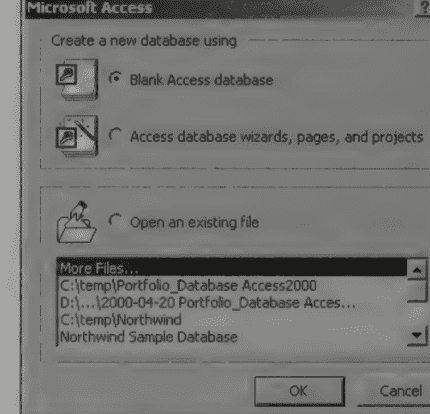 Microsoft Access
?
Create a new database using
Blank Access database
Access database wizards, pages, and projects
Open an existing file
More Files...
C:\temp\Portfolio_Database Access2000
D:\...\2000-04-20 Portfolio_Database Acces...
C:\temp\Northwind
Northwind Sample Database
OK
Cancel